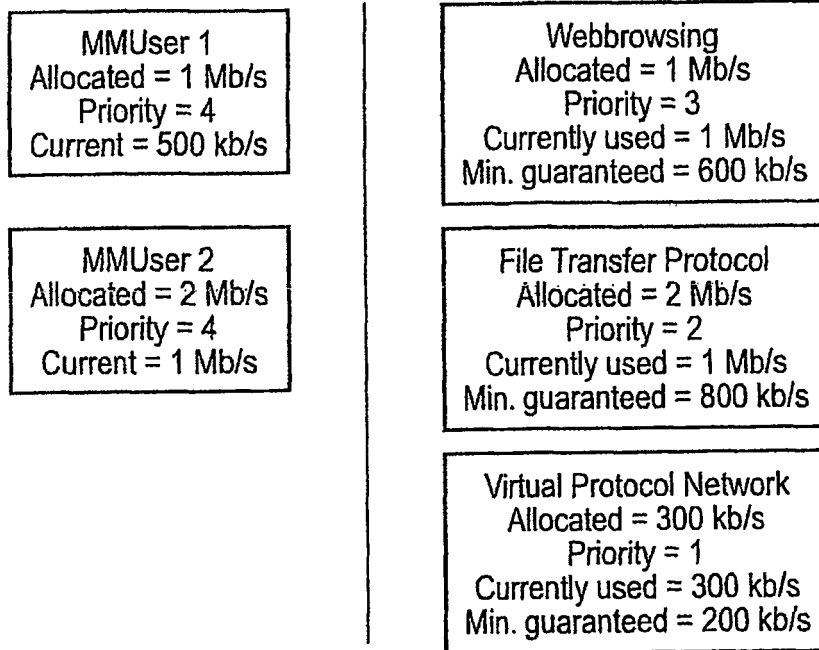 MMUser 1
Allocated = 1 Mb/s
Priority = 4
Current = 500 kb/s
MMUser 2
Allocated = 2 Mb/s
Priority = 4
Current = 1 Mb/s
Webbrowsing
Allocated = 1 Mb/s
Priority = 3
Currently used = 1 Mb/s
Min. guaranteed = 600 kb/s
File Transfer Protocol
Allocated = 2 Mb/s
Priority = 2
Currently used = 1 Mb/s
Min. guaranteed = 800 kb/s
Virtual Protocol Network
Allocated = 300 kb/s
Priority = 1
Currently used = 300 kb/s
Min. guaranteed = 200 kb/s